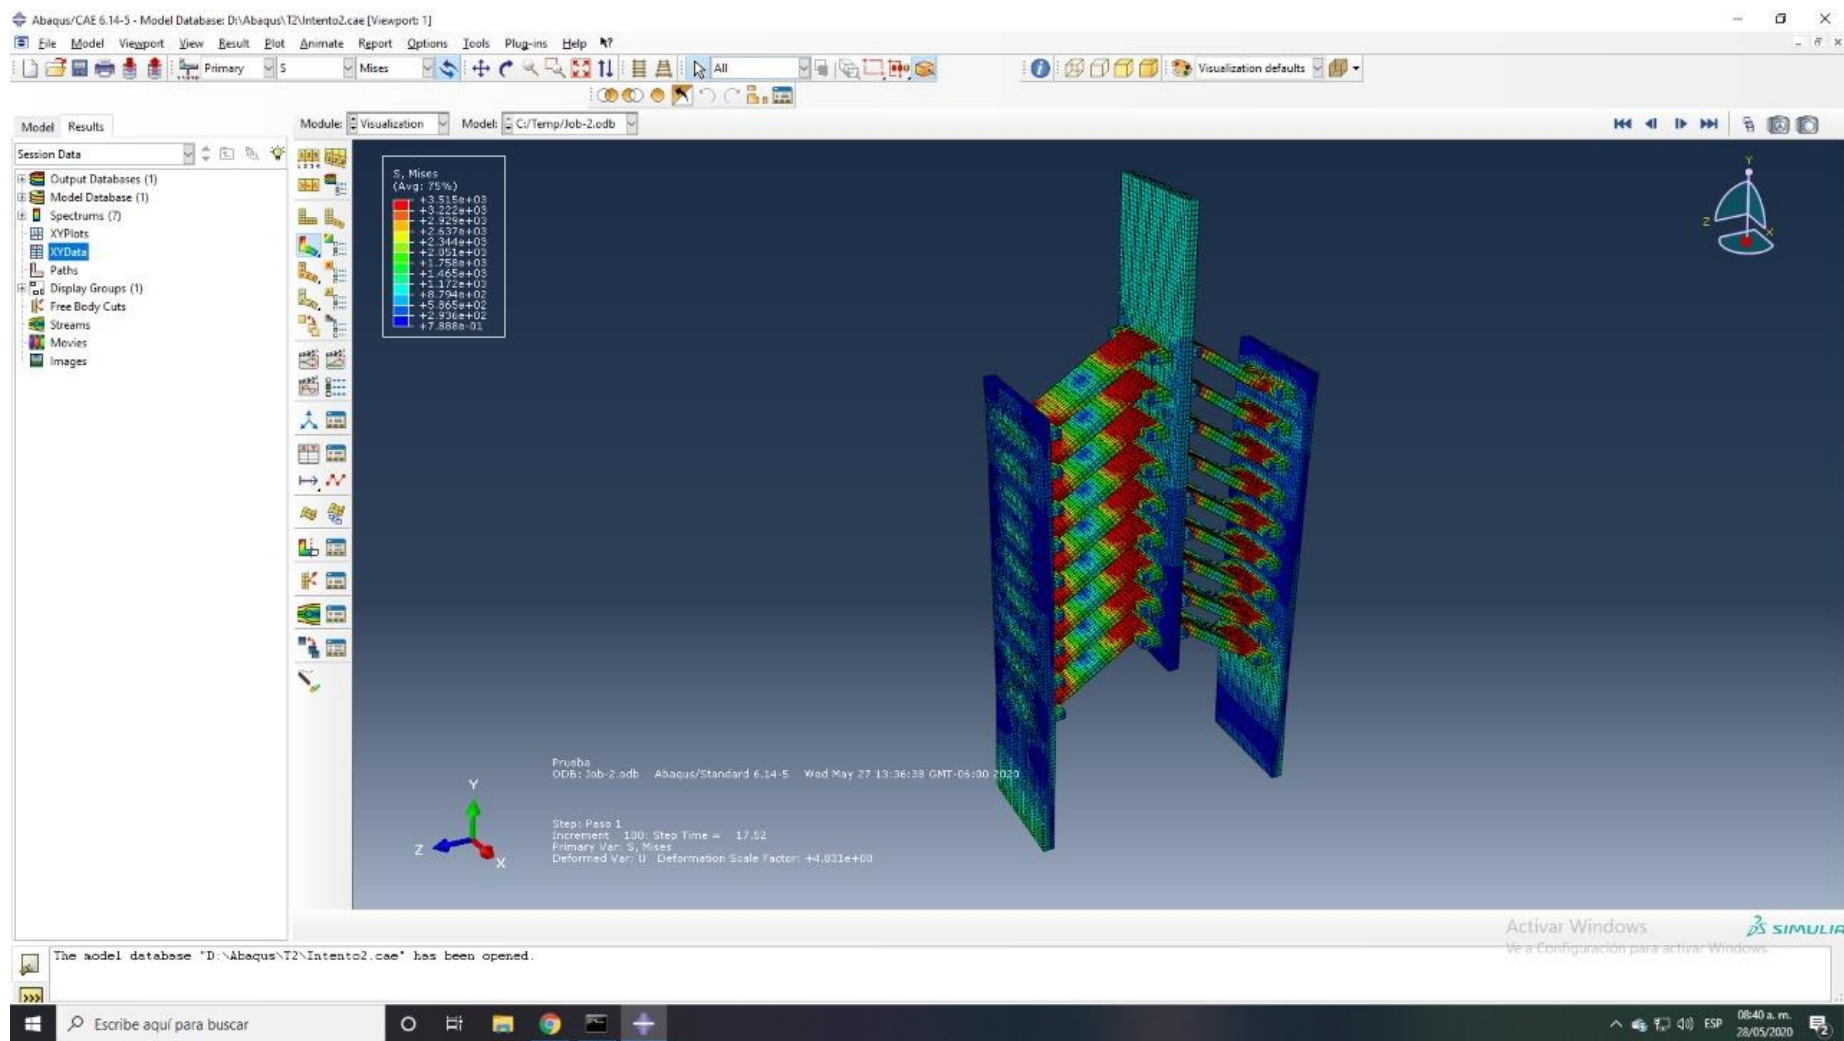 Abaqus/CAE 6.14-5 - Model Database: D:\Abaqus\T2\Intento2.cae [Viewport: 1]
File Model Viewport View Result Plot Animate Report Options Tools Plug-ins Help
Primary S Mises All Visualization defaults
Model Results
Module: Visualization Model: C:/Temp/Job-2.odb
Session Data
Output Databases (1)
Model Database (1)
Spectrums (7)
XYPlots
XYData
Paths
Display Groups (1)
Free Body Cuts
Streams
Movies
Images
S, Mises
(Avg: 75%)
+3.515e+03
+3.222e+03
+2.929e+03
+2.637e+03
+2.344e+03
+2.051e+03
+1.758e+03
+1.465e+03
+1.172e+03
+8.794e+02
+5.865e+02
+2.936e+02
+7.888e-01
Y
Z
X
Prueba
ODB: Job-2.odb Abaqus/Standard 6.14-5 Wed May 27 13:36:38 GMT-06:00 2020
Y
Z
X
Step: Paso 1
Increment 100: Step Time = 17.52
Primary Var: S, Mises
Deformed Var: U Deformation Scale Factor: +4.831e+00
Activar Windows
Ve a Configuración para activar Windows.
SIMULIA
The model database "D:\Abaqus\T2\Intento2.cae" has been opened.
>>>
Escribe aquí para buscar
ESP
08:40 a. m.
28/05/2020
2